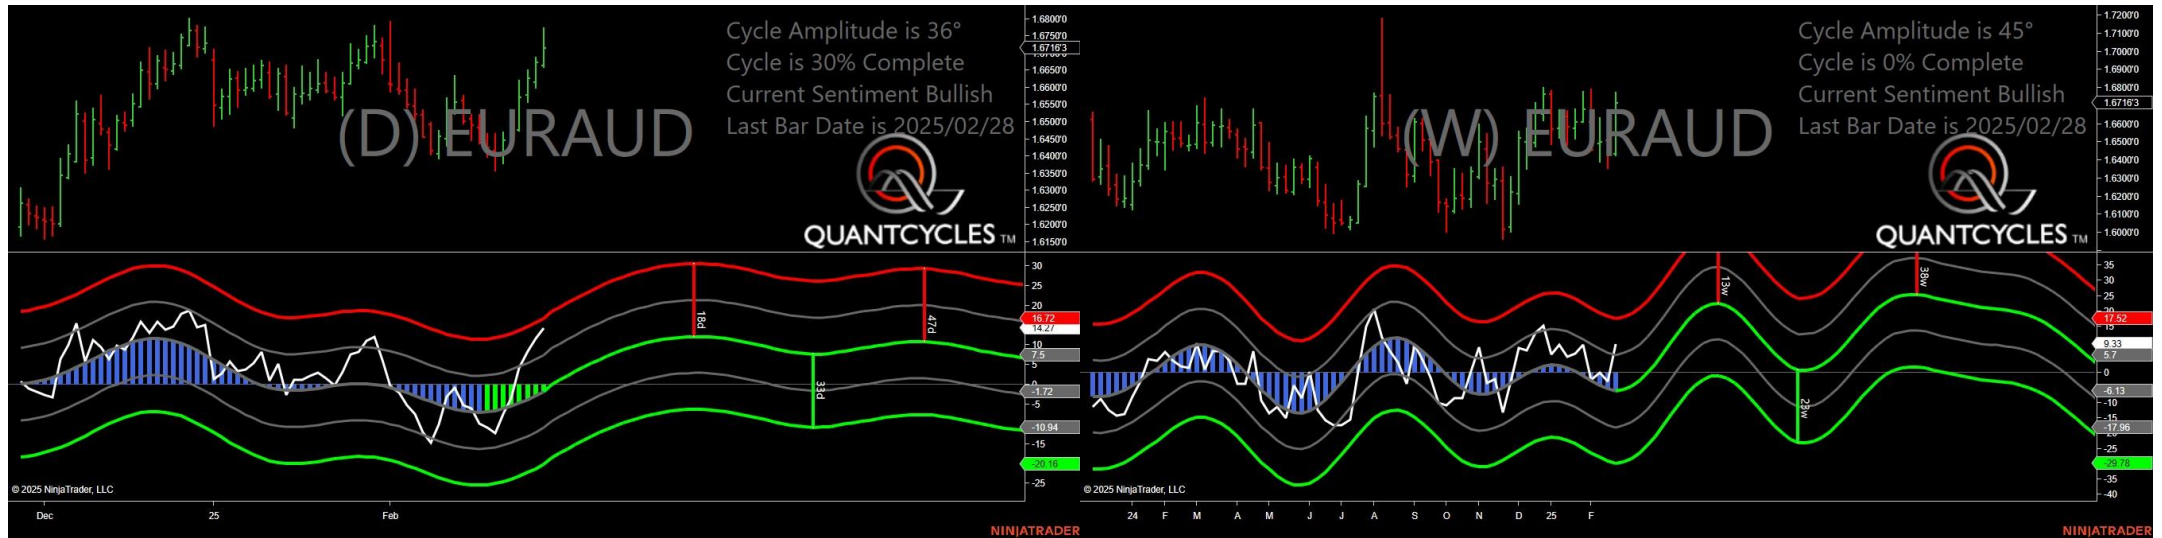 Cycle Amplitude is 36°
Cycle is 30% Complete
Current Sentiment Bullish
Last Bar Date is 2025/02/28
(D) EURAUD
QUANTCYCLES TM
1.6800'0
1.6750'0
1.6716'3
1.6650'0
1.6600'0
1.6550'0
1.6500'0
1.6450'0
1.6400'0
1.6350'0
1.6300'0
1.6250'0
1.6200'0
1.6150'0
30
25
20
16.72
14.27
10
7.5
5
0
-1.72
-5
-10.94
-15
-20.16
-25
18d
33d
47d
© 2025 NinjaTrader, LLC
Dec 25 Feb
NINJATRADER
Cycle Amplitude is 45°
Cycle is 0% Complete
Current Sentiment Bullish
Last Bar Date is 2025/02/28
(W) EURAUD
QUANTCYCLES TM
1.7200'0
1.7100'0
1.7000'0
1.6900'0
1.6800'0
1.6716'3
1.6600'0
1.6500'0
1.6400'0
1.6300'0
1.6200'0
1.6100'0
1.6000'0
35
30
25
20
17.52
15
9.33
5.7
0
-6.13
-10
-15
-17.96
-25
-29.78
-35
-40
13w
23w
38w
© 2025 NinjaTrader, LLC
24 F M A M J J A S O N D 25 F
NINJATRADER